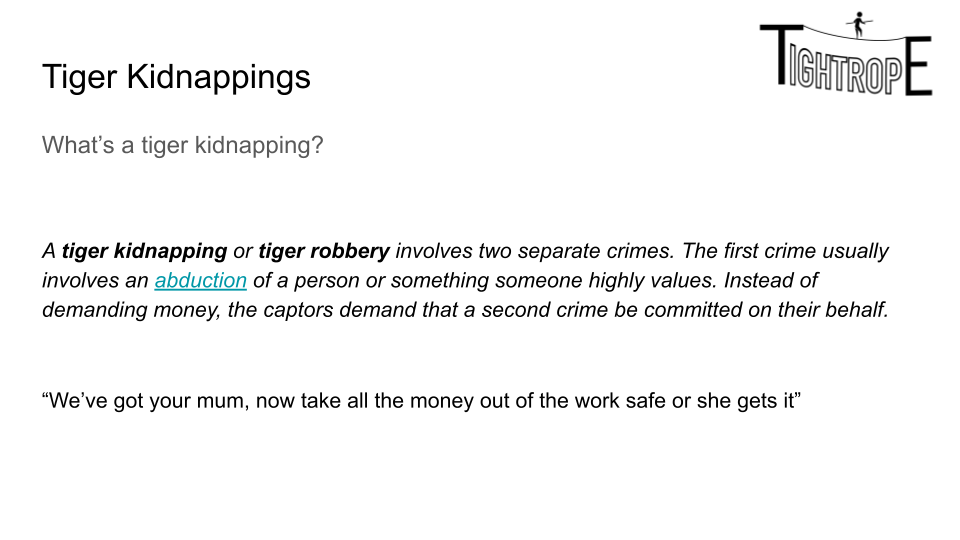 TIGHTROPE
Tiger Kidnappings
What’s a tiger kidnapping?
A tiger kidnapping or tiger robbery involves two separate crimes. The first crime usually
involves an abduction of a person or something someone highly values. Instead of
demanding money, the captors demand that a second crime be committed on their behalf.
“We’ve got your mum, now take all the money out of the work safe or she gets it”